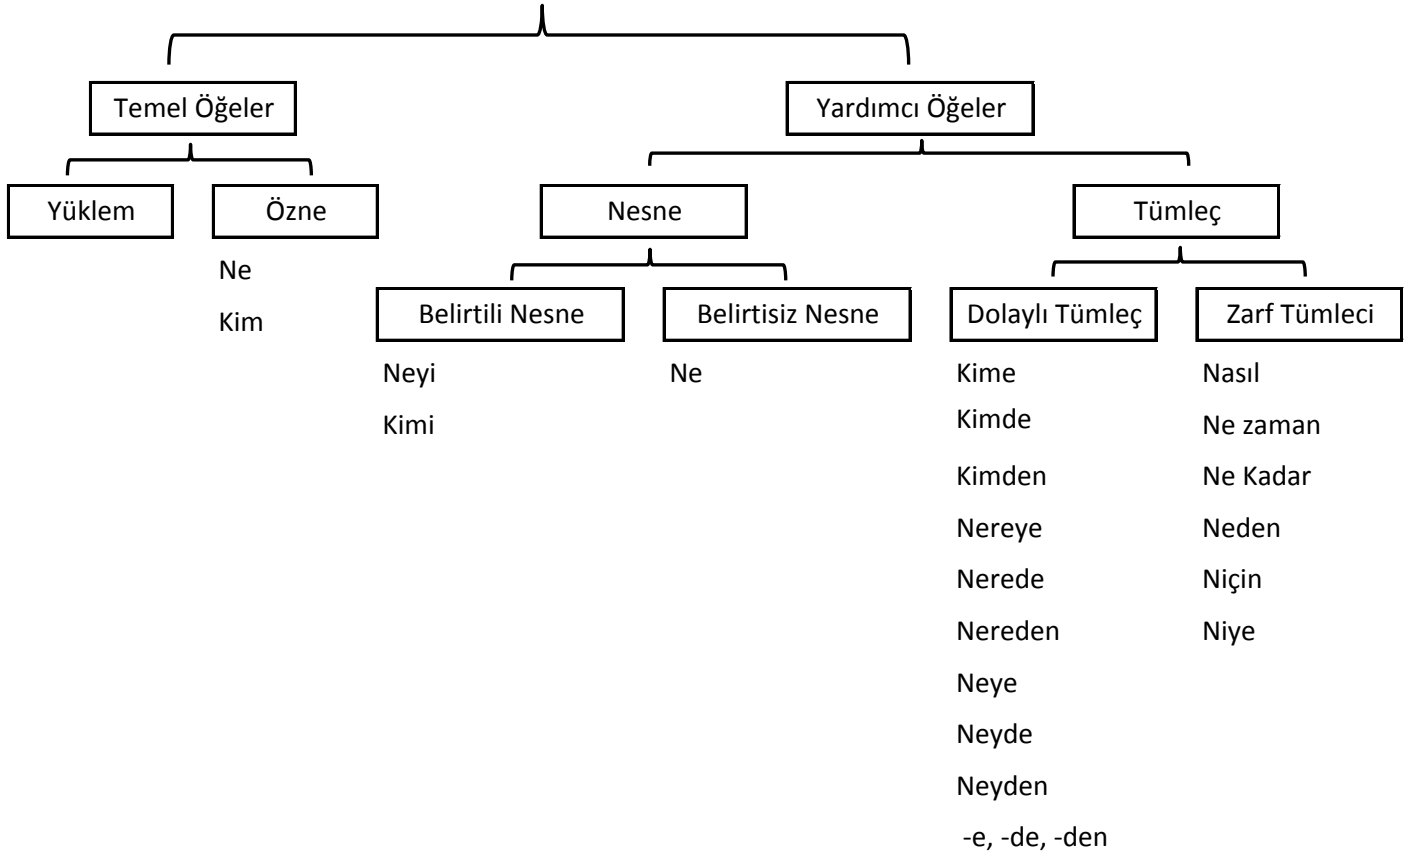 Temel Öğeler
Yardımcı Öğeler
Yüklem
Özne
Nesne
Tümleç
Ne
Kim
Belirtili Nesne
Belirtisiz Nesne
Dolaylı Tümleç
Zarf Tümleci
Neyi
Kimi
Ne
Kime
Kimde
Kimden
Nereye
Nerede
Nereden
Neye
Neyde
Neyden
-e, -de, -den
Nasıl
Ne zaman
Ne Kadar
Neden
Niçin
Niye